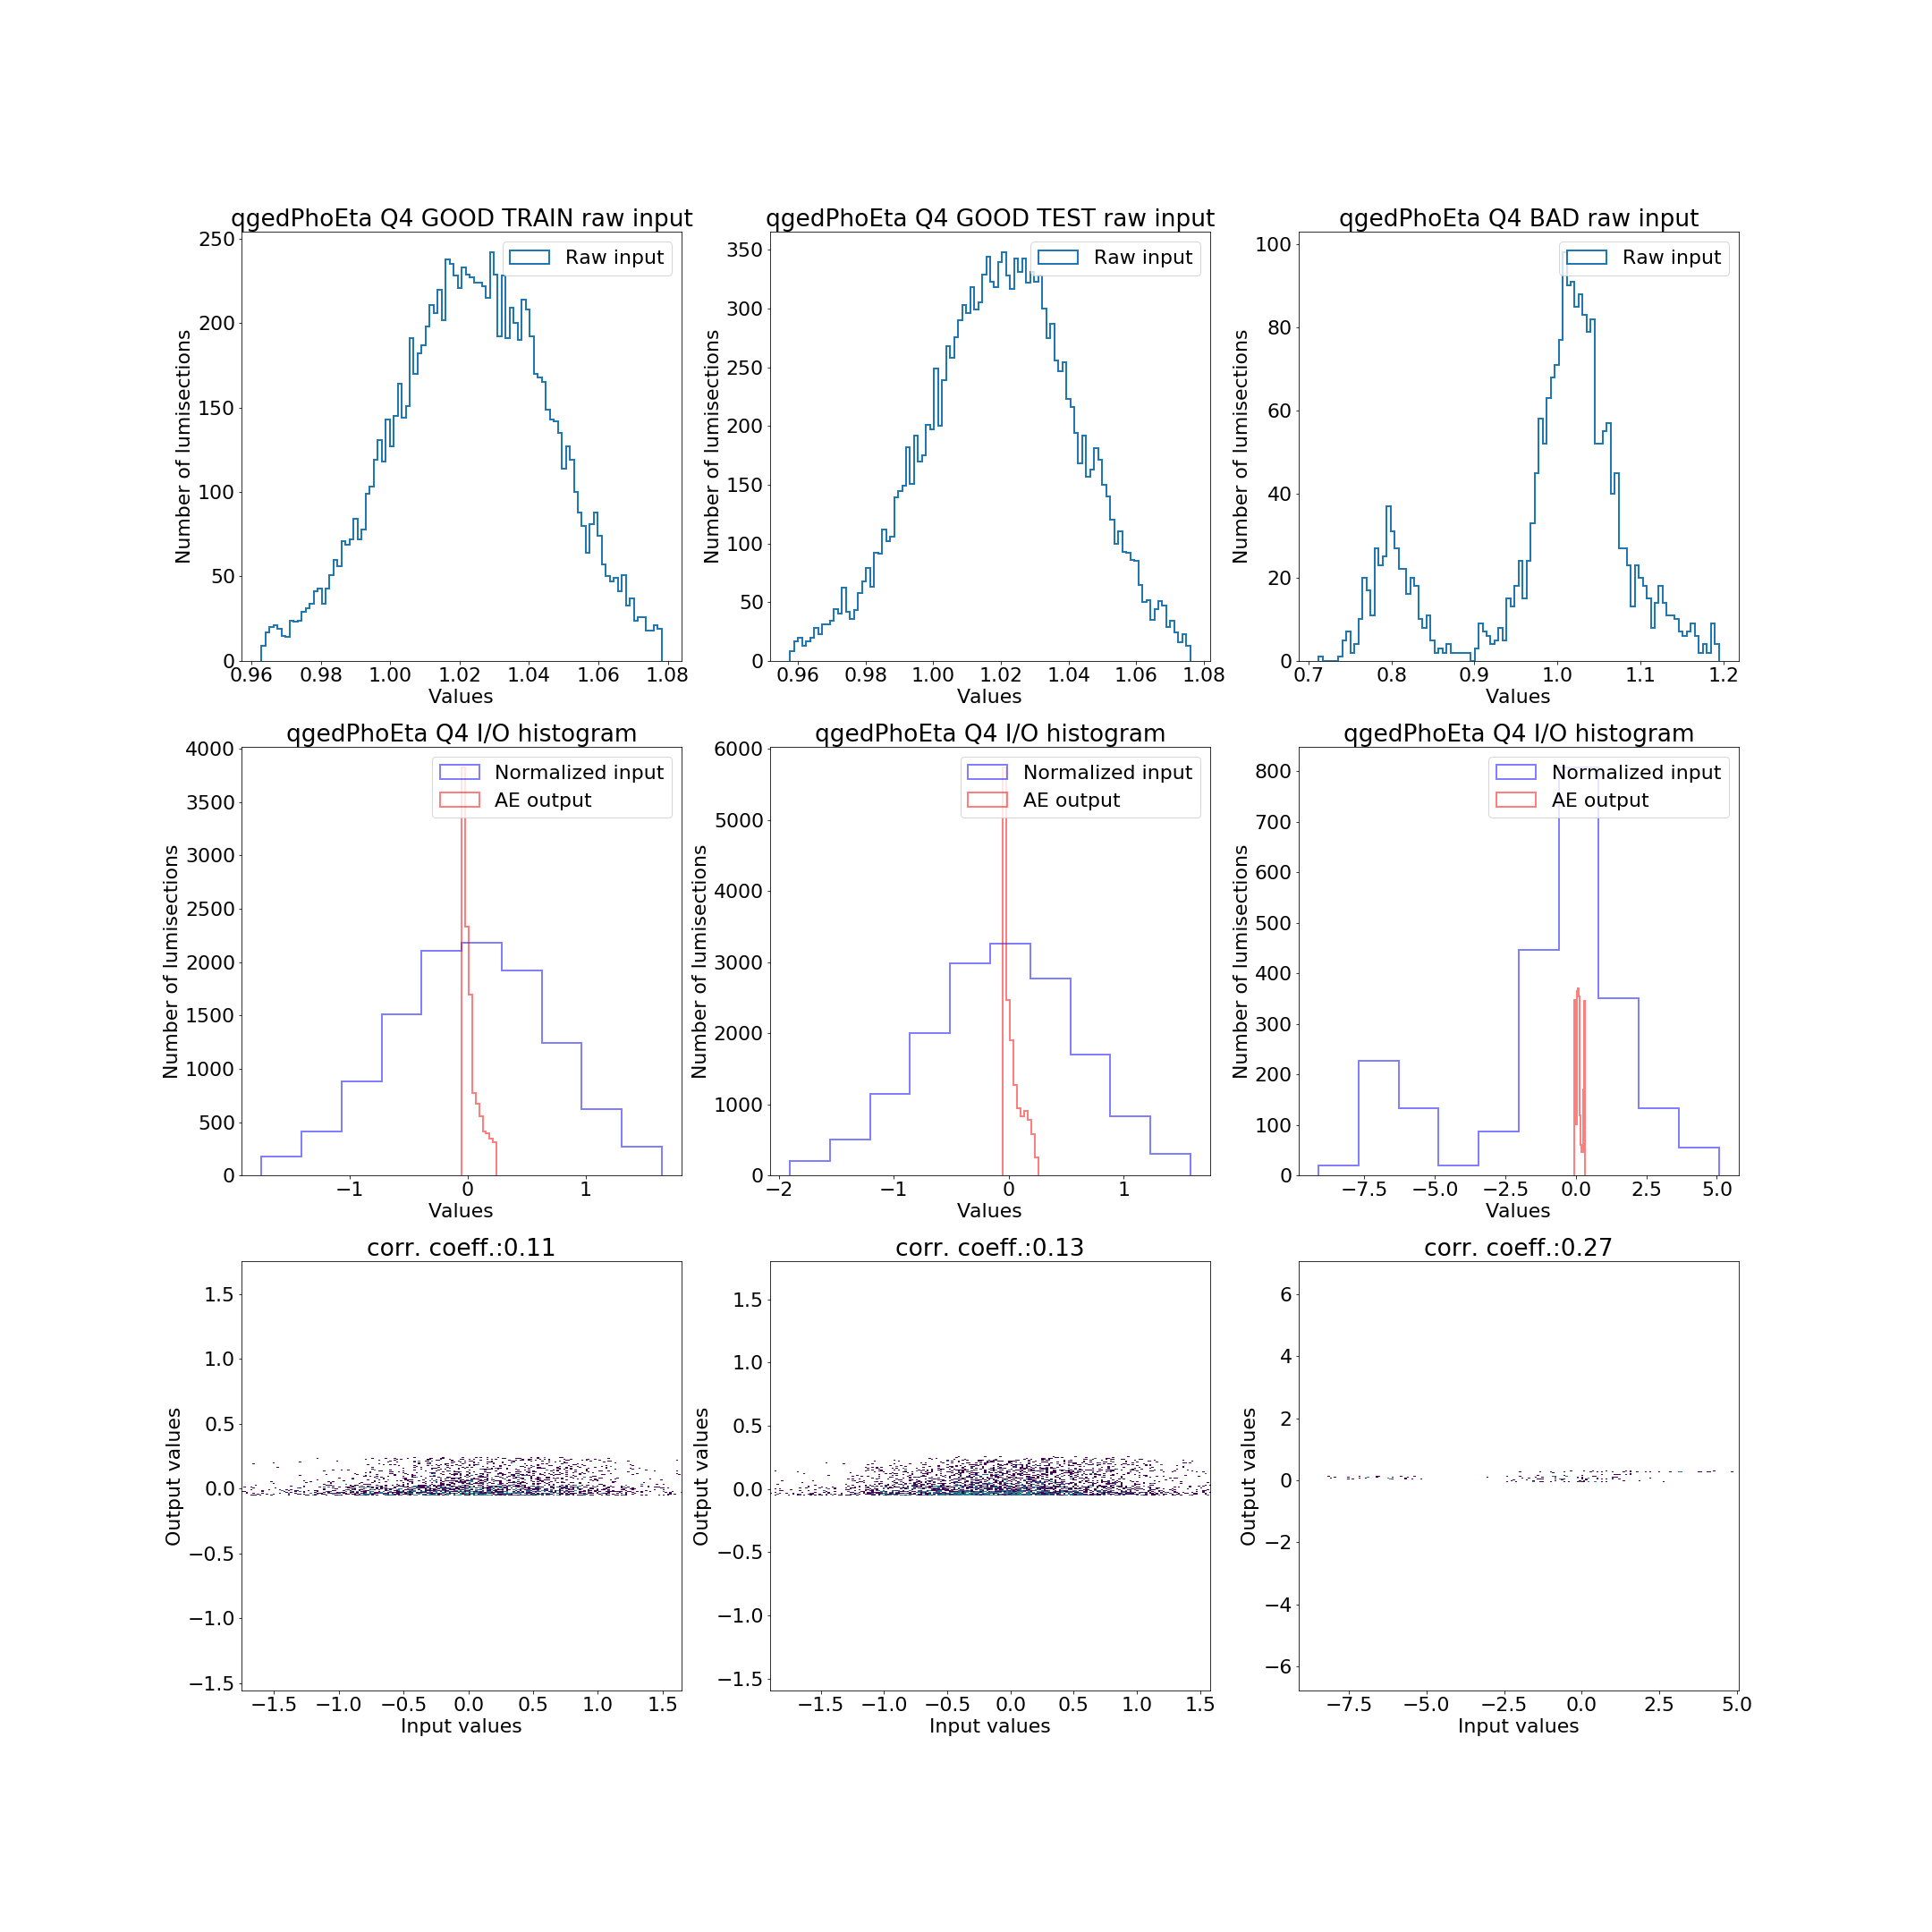 qgedPhoEta Q4 GOOD TRAIN raw input
Raw input
Number of lumisections
250
200
150
100
50
0
0.96 0.98 1.00 1.02 1.04 1.06 1.08
Values
qgedPhoEta Q4 GOOD TEST raw input
Raw input
Number of lumisections
350
300
250
200
150
100
50
0
0.96 0.98 1.00 1.02 1.04 1.06 1.08
Values
qgedPhoEta Q4 BAD raw input
Raw input
Number of lumisections
100
80
60
40
20
0
0.7 0.8 0.9 1.0 1.1 1.2
Values
qgedPhoEta Q4 I/O histogram
Normalized input
AE output
Number of lumisections
4000
3500
3000
2500
2000
1500
1000
500
0
−1 0 1
Values
qgedPhoEta Q4 I/O histogram
Normalized input
AE output
Number of lumisections
6000
5000
4000
3000
2000
1000
0
−2 −1 0 1
Values
qgedPhoEta Q4 I/O histogram
Normalized input
AE output
Number of lumisections
800
700
600
500
400
300
200
100
0
−7.5 −5.0 −2.5 0.0 2.5 5.0
Values
corr. coeff.:0.11
Output values
1.5
1.0
0.5
0.0
−0.5
−1.0
−1.5
−1.5 −1.0 −0.5 0.0 0.5 1.0 1.5
Input values
corr. coeff.:0.13
Output values
1.5
1.0
0.5
0.0
−0.5
−1.0
−1.5
−1.5 −1.0 −0.5 0.0 0.5 1.0 1.5
Input values
corr. coeff.:0.27
Output values
6
4
2
0
−2
−4
−6
−7.5 −5.0 −2.5 0.0 2.5 5.0
Input values